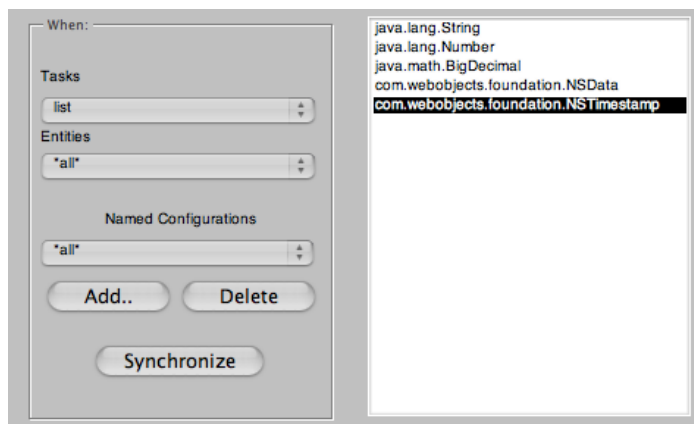 When:
Tasks
list
Entities
*all*
Named Configurations
*all*
Add..
Delete
Synchronize
java.lang.String
java.lang.Number
java.math.BigDecimal
com.webobjects.foundation.NSData
com.webobjects.foundation.NSTimestamp